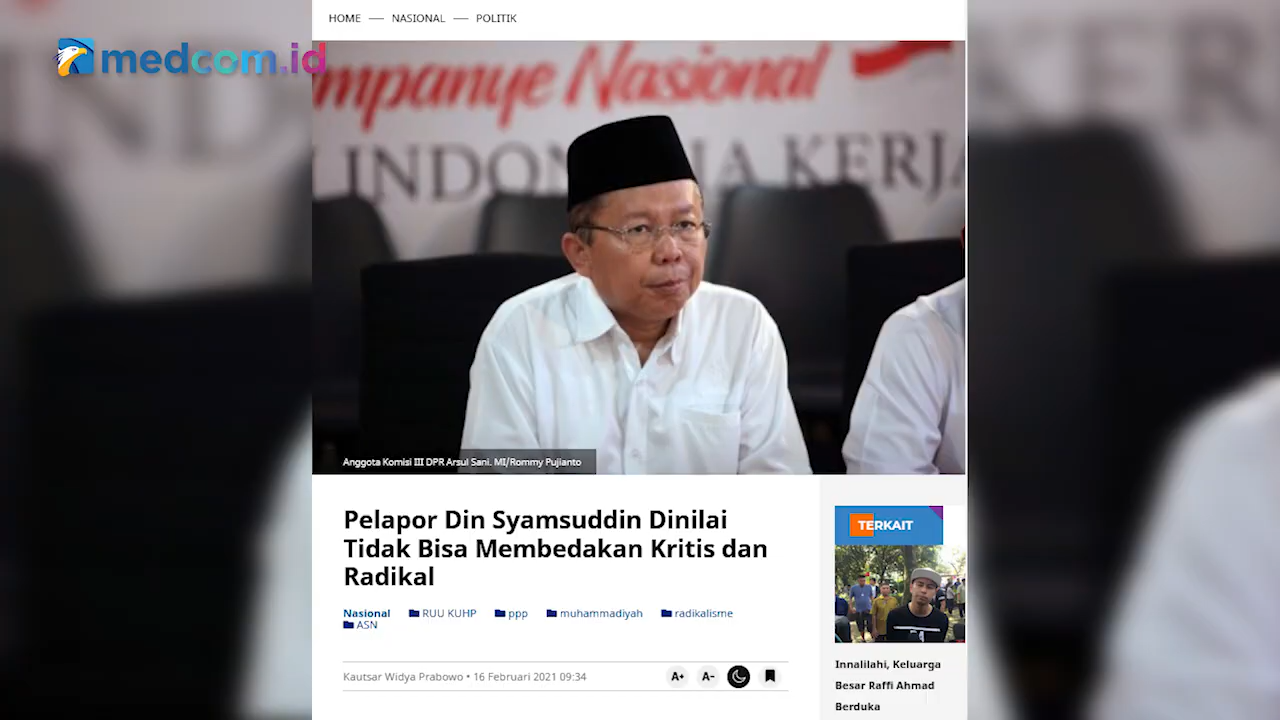 HOME — NASIONAL — POLITIK
medcom.id
mpanye Nasional
INDONESIA KERJA
Anggota Komisi III DPR Arsul Sani. MI/Rommy Pujianto
Pelapor Din Syamsuddin Dinilai
Tidak Bisa Membedakan Kritis dan
Radikal
Nasional RUU KUHP ppp muhammadiyah radikalisme
ASN
Kautsar Widya Prabowo • 16 Februari 2021 09:34
A+ A-
TERKAIT
Innalilahi, Keluarga
Besar Raffi Ahmad
Berduka